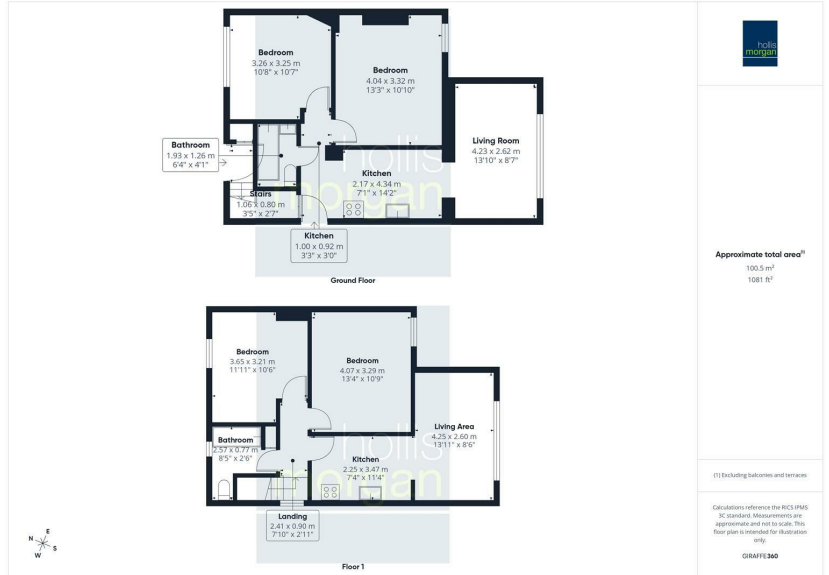 Bedroom
3.26 x 3.25 m
10'8" x 10'7"
Bedroom
4.04 x 3.32 m
13'3" x 10'10"
Bathroom
1.93 x 1.26 m
6'4" x 4'1"
Living Room
4.23 x 2.62 m
13'10" x 8'7"
Kitchen
2.17 x 4.34 m
7'1" x 14'2"
Stairs
1.06 x 0.80 m
3'5" x 2'7"
Kitchen
1.00 x 0.92 m
3'3" x 3'0"
hollis
morgan
Ground Floor
Bedroom
3.65 x 3.21 m
11'11" x 10'6"
Bedroom
4.07 x 3.29 m
13'4" x 10'9"
Living Area
4.25 x 2.60 m
13'11" x 8'6"
Bathroom
2.57 x 0.77 m
8'5" x 2'6"
Kitchen
2.25 x 3.47 m
7'4" x 11'4"
Landing
2.41 x 0.90 m
7'10" x 2'11"
hollis
morgan
Floor 1
N
E
S
W
hollis
morgan
Approximate total area(1)
100.5 m²
1081 ft²
(1) Excluding balconies and terraces
Calculations reference the RICS IPMS
3C standard. Measurements are
approximate and not to scale. This
floor plan is intended for illustration
only.
GIRAFFE360